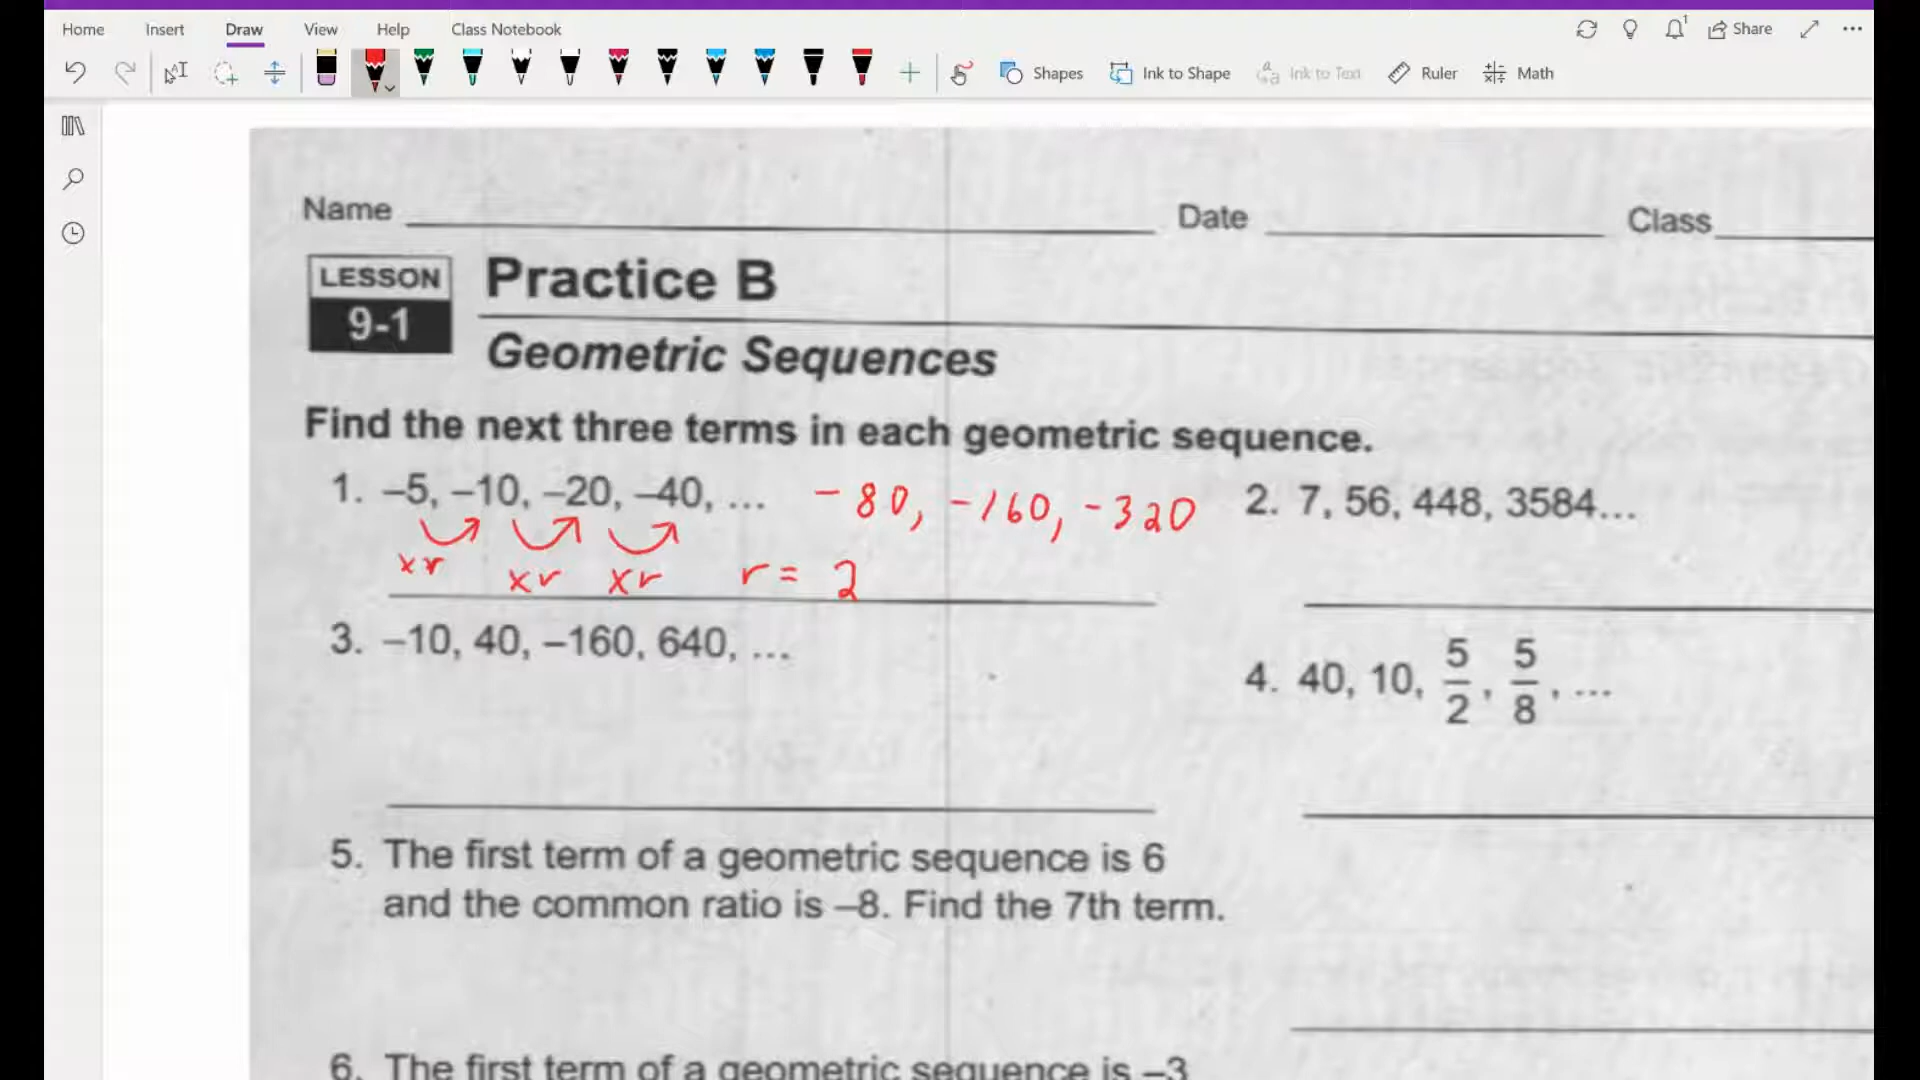 Home Insert Draw View Help Class Notebook
1 Share
Shapes Ink to Shape Ink to Text Ruler Math
Name Date Class
LESSON
9-1
Practice B
Geometric Sequences
Find the next three terms in each geometric sequence.
1. –5, –10, –20, –40, ... -80, -160, -320
xr xr xr r = 2
2. 7, 56, 448, 3584...
3. –10, 40, –160, 640, ...
4. 40, 10, 5/2, 5/8, ...
5. The first term of a geometric sequence is 6
and the common ratio is –8. Find the 7th term.
6. The first term of a geometric sequence is –3